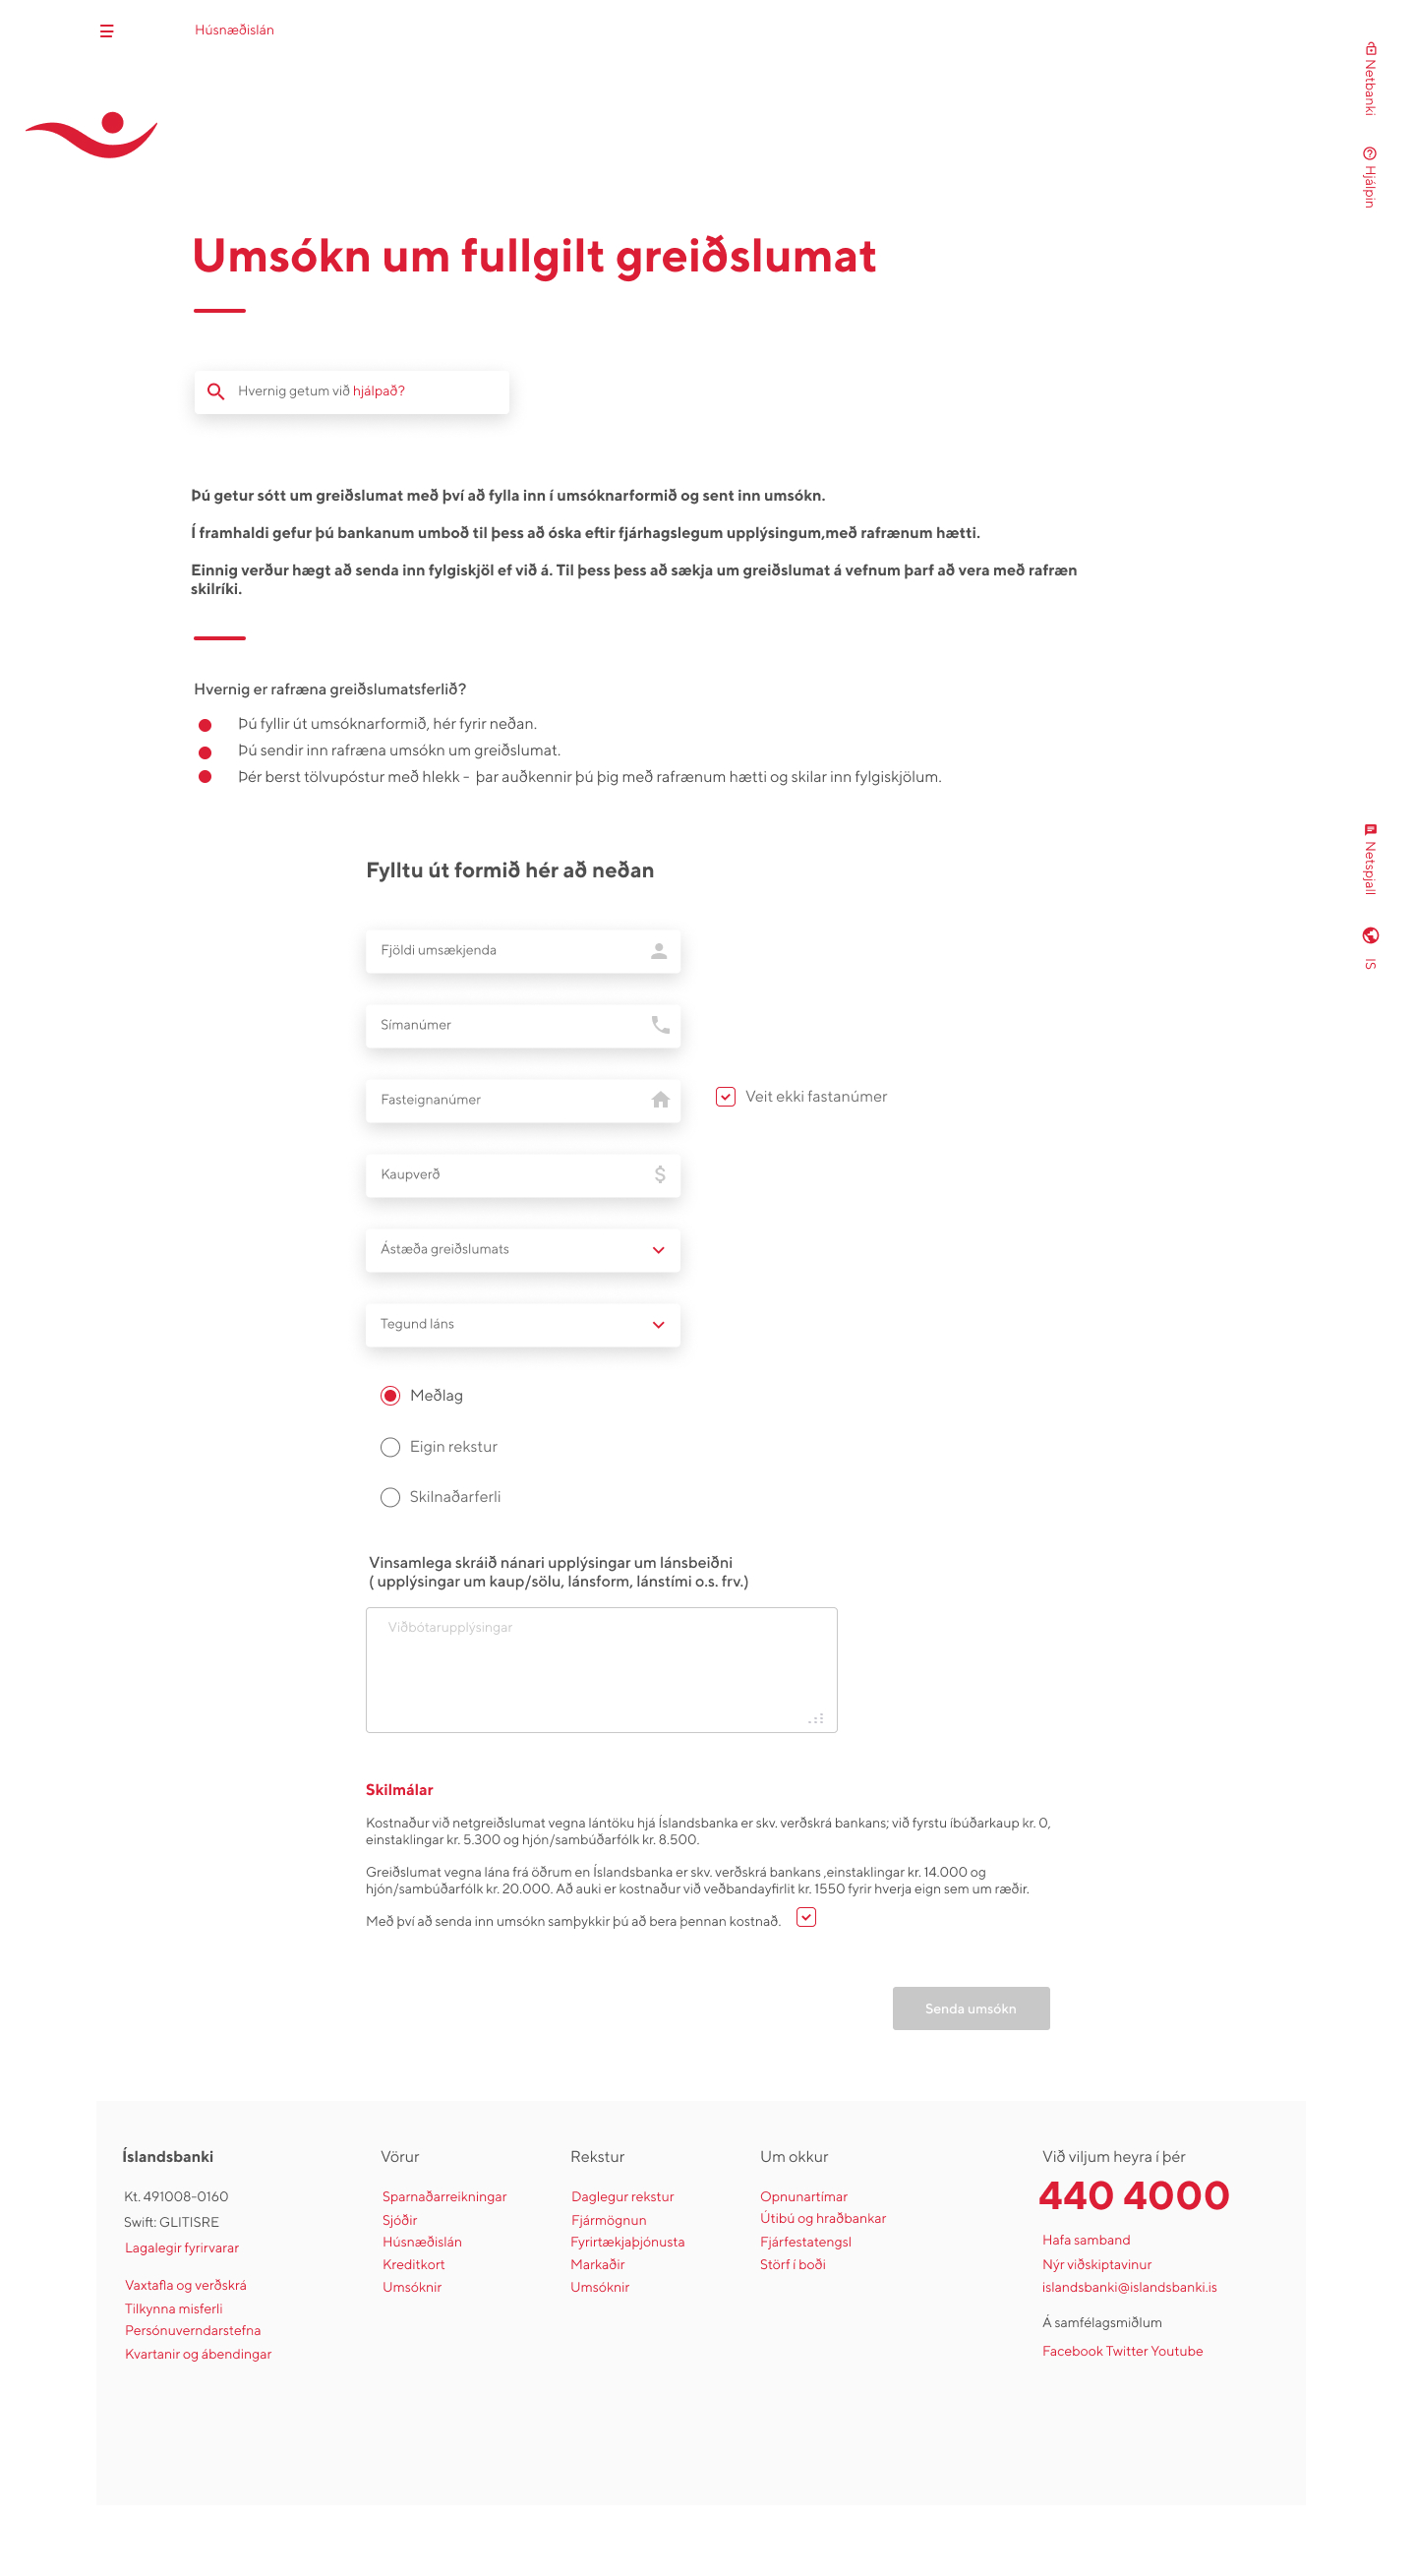 Húsnæðislán
Netbanki
Hjálpin
Umsókn um fullgilt greiðslumat
Hvernig getum við hjálpað?
Þú getur sótt um greiðslumat með því að fylla inn í umsóknarformið og sent inn umsókn.
Í framhaldi gefur þú bankanum umboð til þess að óska eftir fjárhagslegum upplýsingum,með rafrænum hætti.
Einnig verður hægt að senda inn fylgiskjöl ef við á. Til þess þess að sækja um greiðslumat á vefnum þarf að vera með rafræn
skilríki.
Hvernig er rafræna greiðslumatsferlið?
Þú fyllir út umsóknarformið, hér fyrir neðan.
Þú sendir inn rafræna umsókn um greiðslumat.
Þér berst tölvupóstur með hlekk - þar auðkennir þú þig með rafrænum hætti og skilar inn fylgiskjölum.
Netspjall
IS
Fylltu út formið hér að neðan
Fjöldi umsækjenda
Símanúmer
Fasteignanúmer
Veit ekki fastanúmer
Kaupverð
Ástæða greiðslumats
Tegund láns
Meðlag
Eigin rekstur
Skilnaðarferli
Vinsamlega skráið nánari upplýsingar um lánsbeiðni
( upplýsingar um kaup/sölu, lánsform, lánstími o.s. frv.)
Viðbótarupplýsingar
Skilmálar
Kostnaður við netgreiðslumat vegna lántöku hjá Íslandsbanka er skv. verðskrá bankans; við fyrstu íbúðarkaup kr. 0,
einstaklingar kr. 5.300 og hjón/sambúðarfólk kr. 8.500.
Greiðslumat vegna lána frá öðrum en Íslandsbanka er skv. verðskrá bankans ,einstaklingar kr. 14.000 og
hjón/sambúðarfólk kr. 20.000. Að auki er kostnaður við veðbandayfirlit kr. 1550 fyrir hverja eign sem um ræðir.
Með því að senda inn umsókn samþykkir þú að bera þennan kostnað.
Senda umsókn
Íslandsbanki
Kt. 491008-0160
Swift: GLITISRE
Lagalegir fyrirvarar
Vaxtafla og verðskrá
Tilkynna misferli
Persónuverndarstefna
Kvartanir og ábendingar
Vörur
Sparnaðarreikningar
Sjóðir
Húsnæðislán
Kreditkort
Umsóknir
Rekstur
Daglegur rekstur
Fjármögnun
Fyrirtækjaþjónusta
Markaðir
Umsóknir
Um okkur
Opnunartímar
Útibú og hraðbankar
Fjárfestatengsl
Störf í boði
Við viljum heyra í þér
440 4000
Hafa samband
Nýr viðskiptavinur
islandsbanki@islandsbanki.is
Á samfélagsmiðlum
Facebook Twitter Youtube